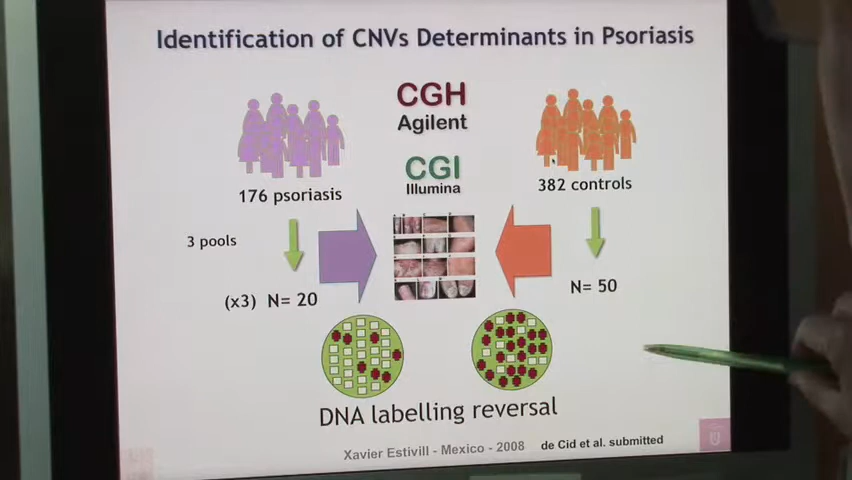 Identification of CNVs Determinants in Psoriasis
CGH
Agilent
CGI
Illumina
176 psoriasis
382 controls
3 pools
(x3) N= 20
N= 50
DNA labelling reversal
Xavier Estivill - Mexico - 2008
de Cid et al. submitted